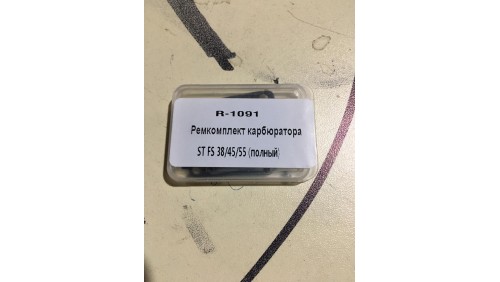 R-1091
Ремкомплект карбюратора
ST FS 38/45/55 (полный)